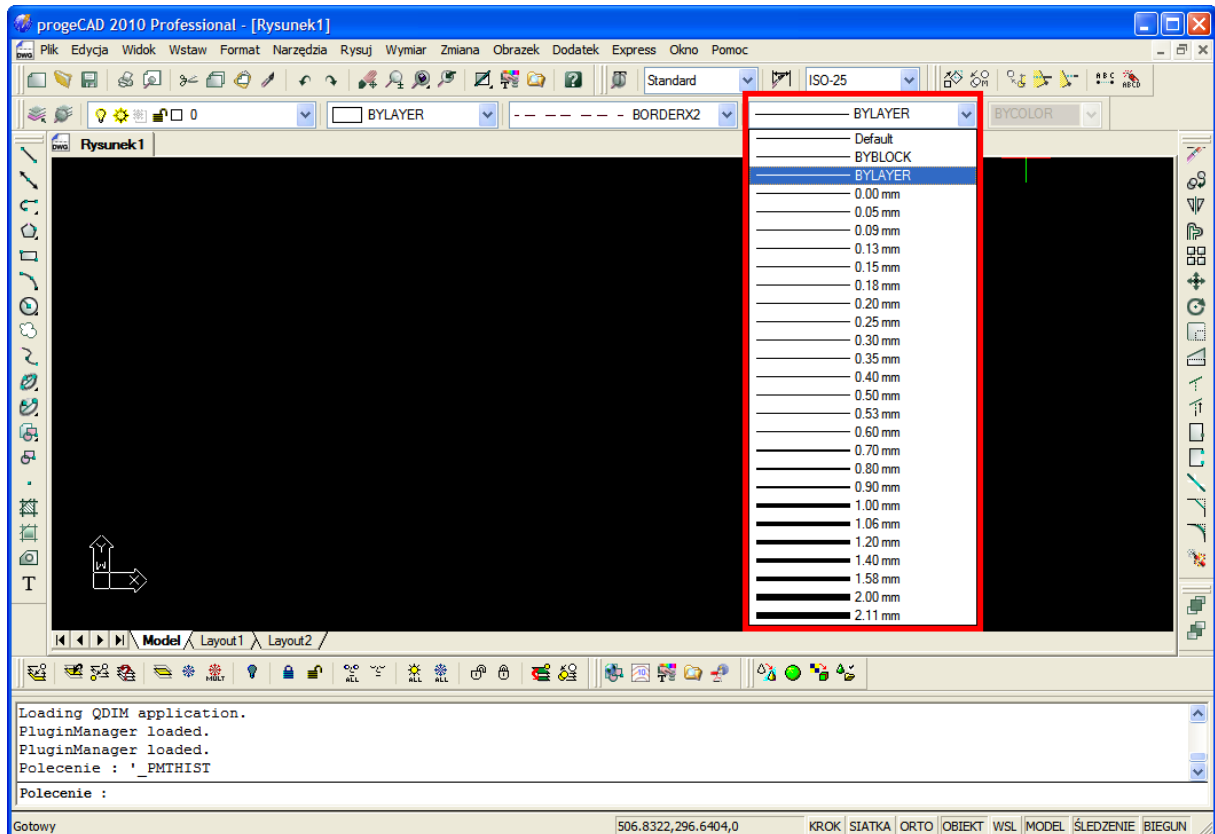 progeCAD 2010 Professional - [Rysunek1]
Plik Edycja Widok Wstaw Format Narzędzia Rysuj Wymiar Zmiana Obrazek Dodatek Express Okno Pomoc
Standard ISO-25
0 BYLAYER BORDERX2 BYLAYER BYCOLOR
Rysunek1
Default
BYBLOCK
BYLAYER
0.00 mm
0.05 mm
0.09 mm
0.13 mm
0.15 mm
0.18 mm
0.20 mm
0.25 mm
0.30 mm
0.35 mm
0.40 mm
0.50 mm
0.53 mm
0.60 mm
0.70 mm
0.80 mm
0.90 mm
1.00 mm
1.06 mm
1.20 mm
1.40 mm
1.58 mm
2.00 mm
2.11 mm
Y
W
X
T
Model Layout1 Layout2
Loading QDIM application.
PluginManager loaded.
PluginManager loaded.
Polecenie : '_PMTHIST
Polecenie :
Gotowy 506.8322,296.6404,0 KROK SIATKA ORTO OBIEKT WSL MODEL ŚLEDZENIE BIEGUN